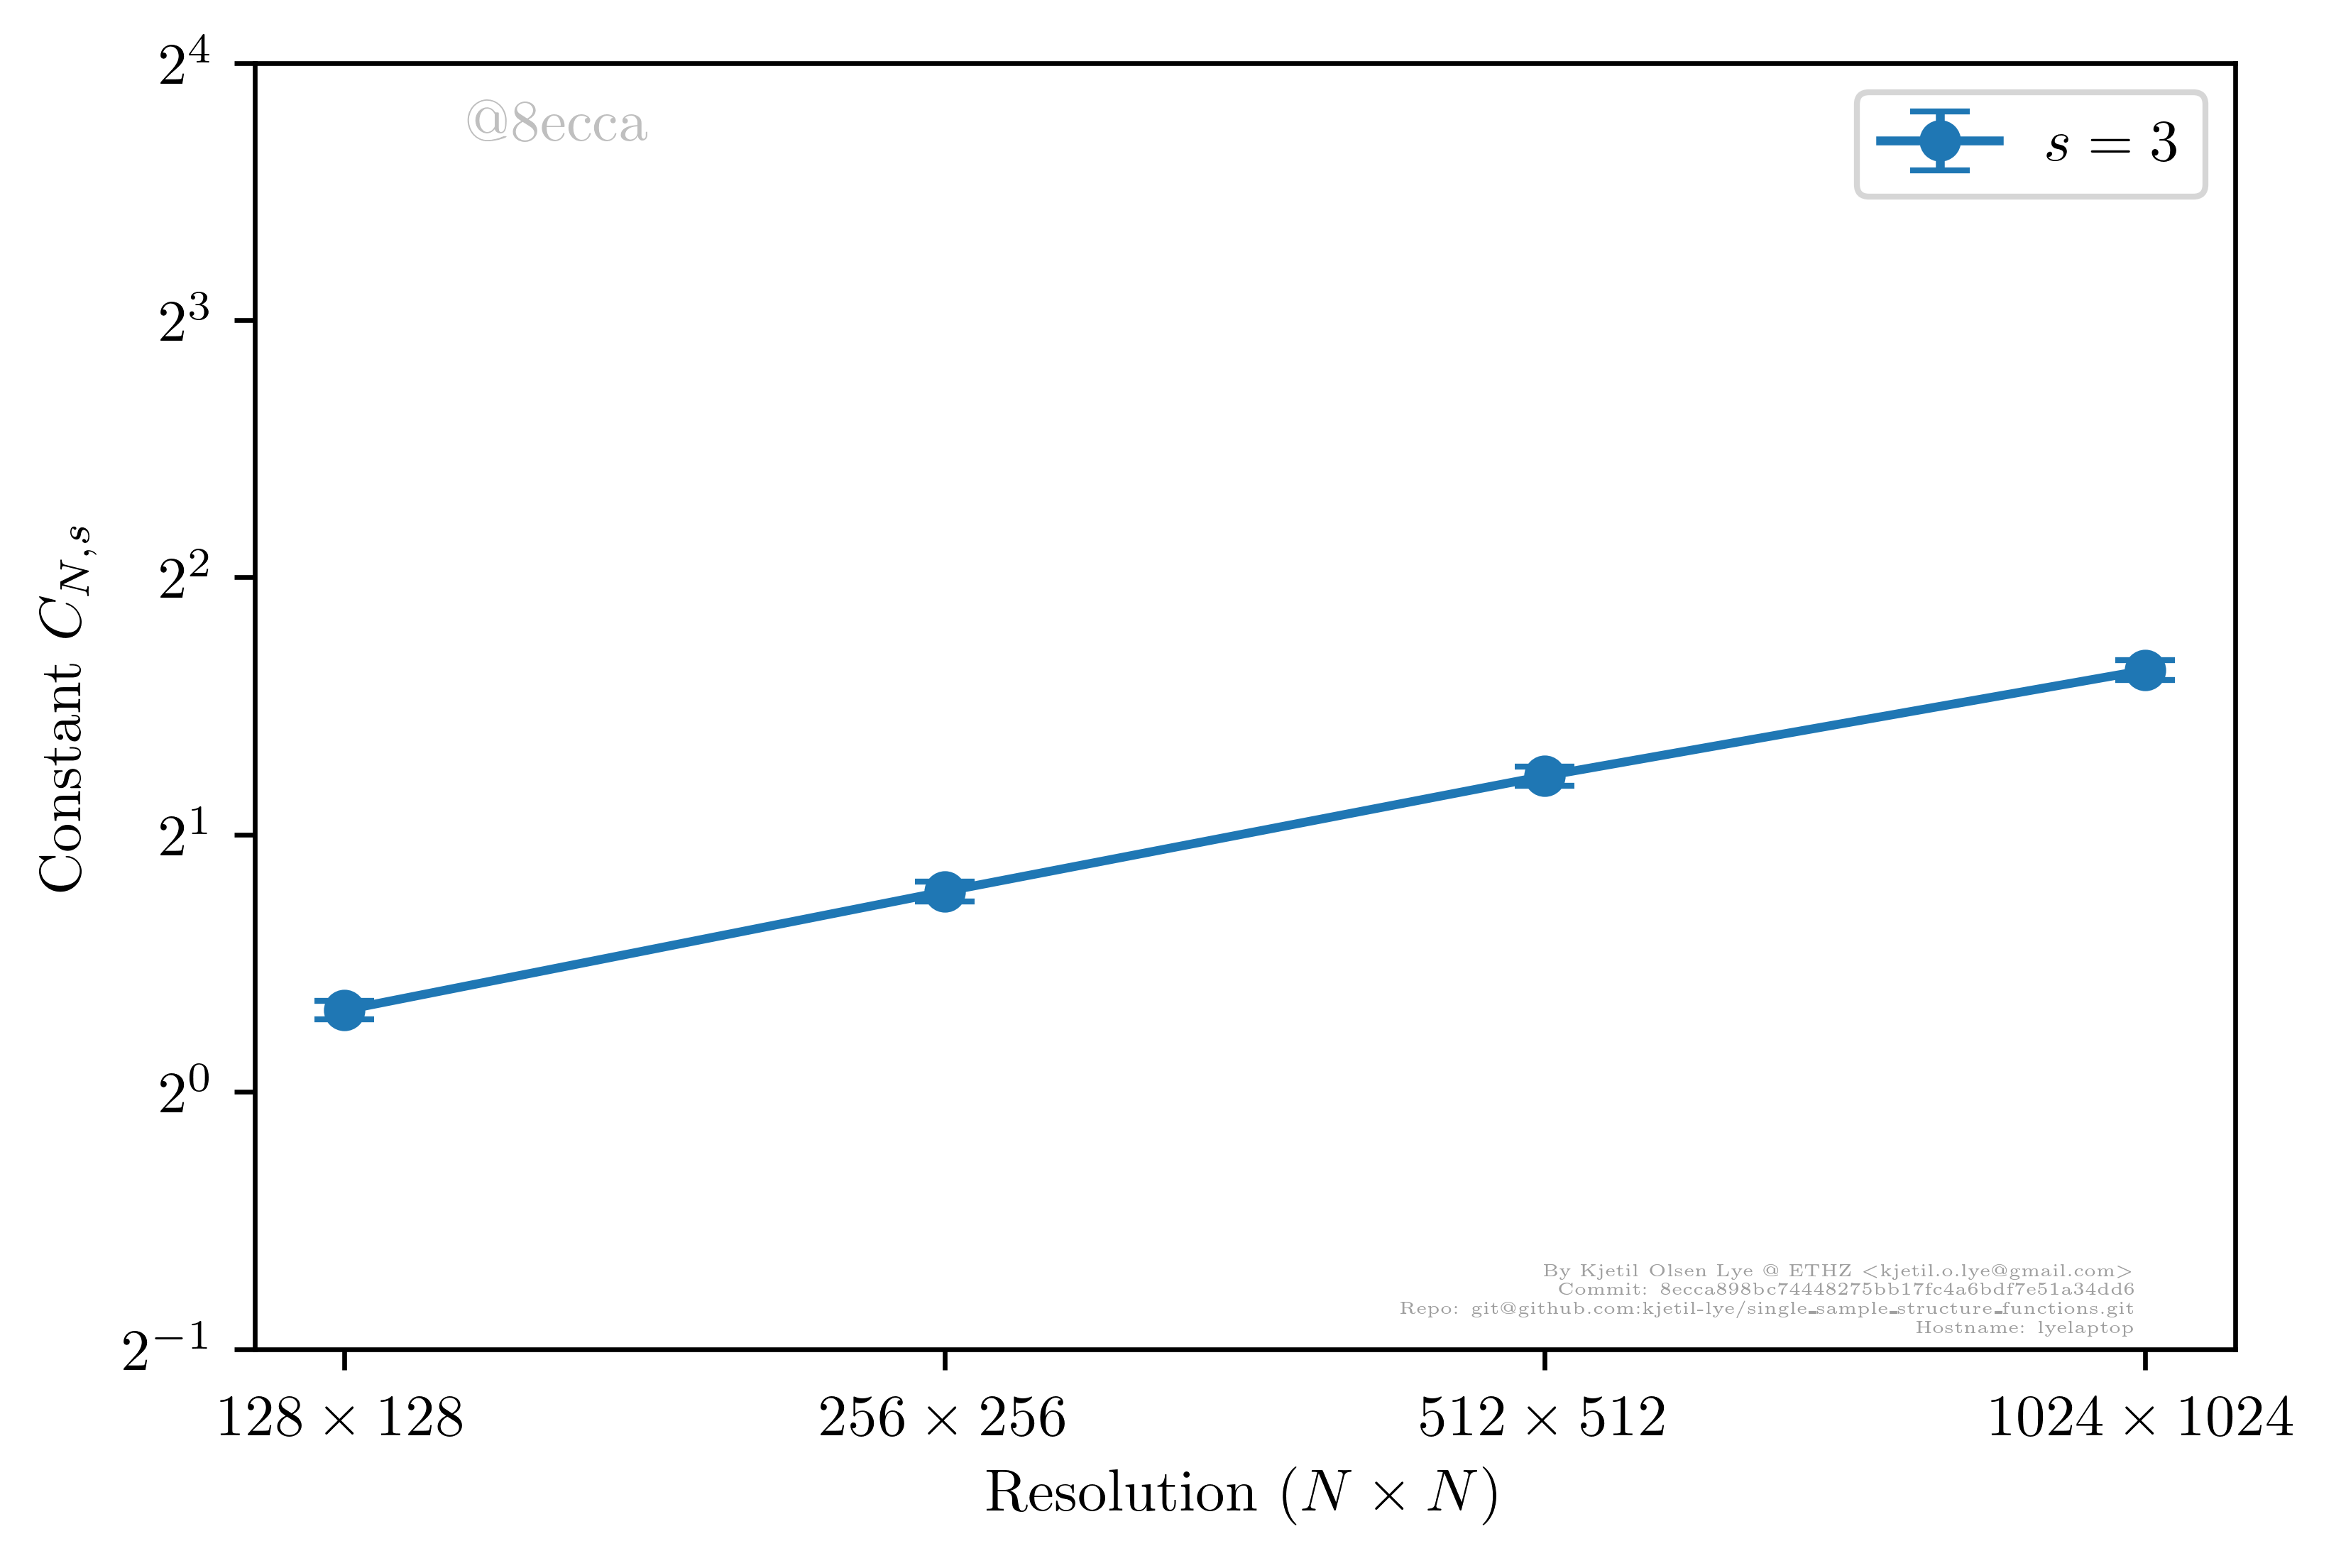 2^4
@8ecca
s = 3
2^3
2^2
2^1
2^0
2^{-1}
Constant C_{N,s}
By Kjetil Olsen Lye @ ETHZ <kjetil.o.lye@gmail.com>
Commit: 8ecca898bc74448275bb17fc4a6bdf7e51a34dd6
Repo: git@github.com:kjetil-lye/single_sample_structure_functions.git
Hostname: lyelaptop
128 × 128
256 × 256
512 × 512
1024 × 1024
Resolution (N × N)